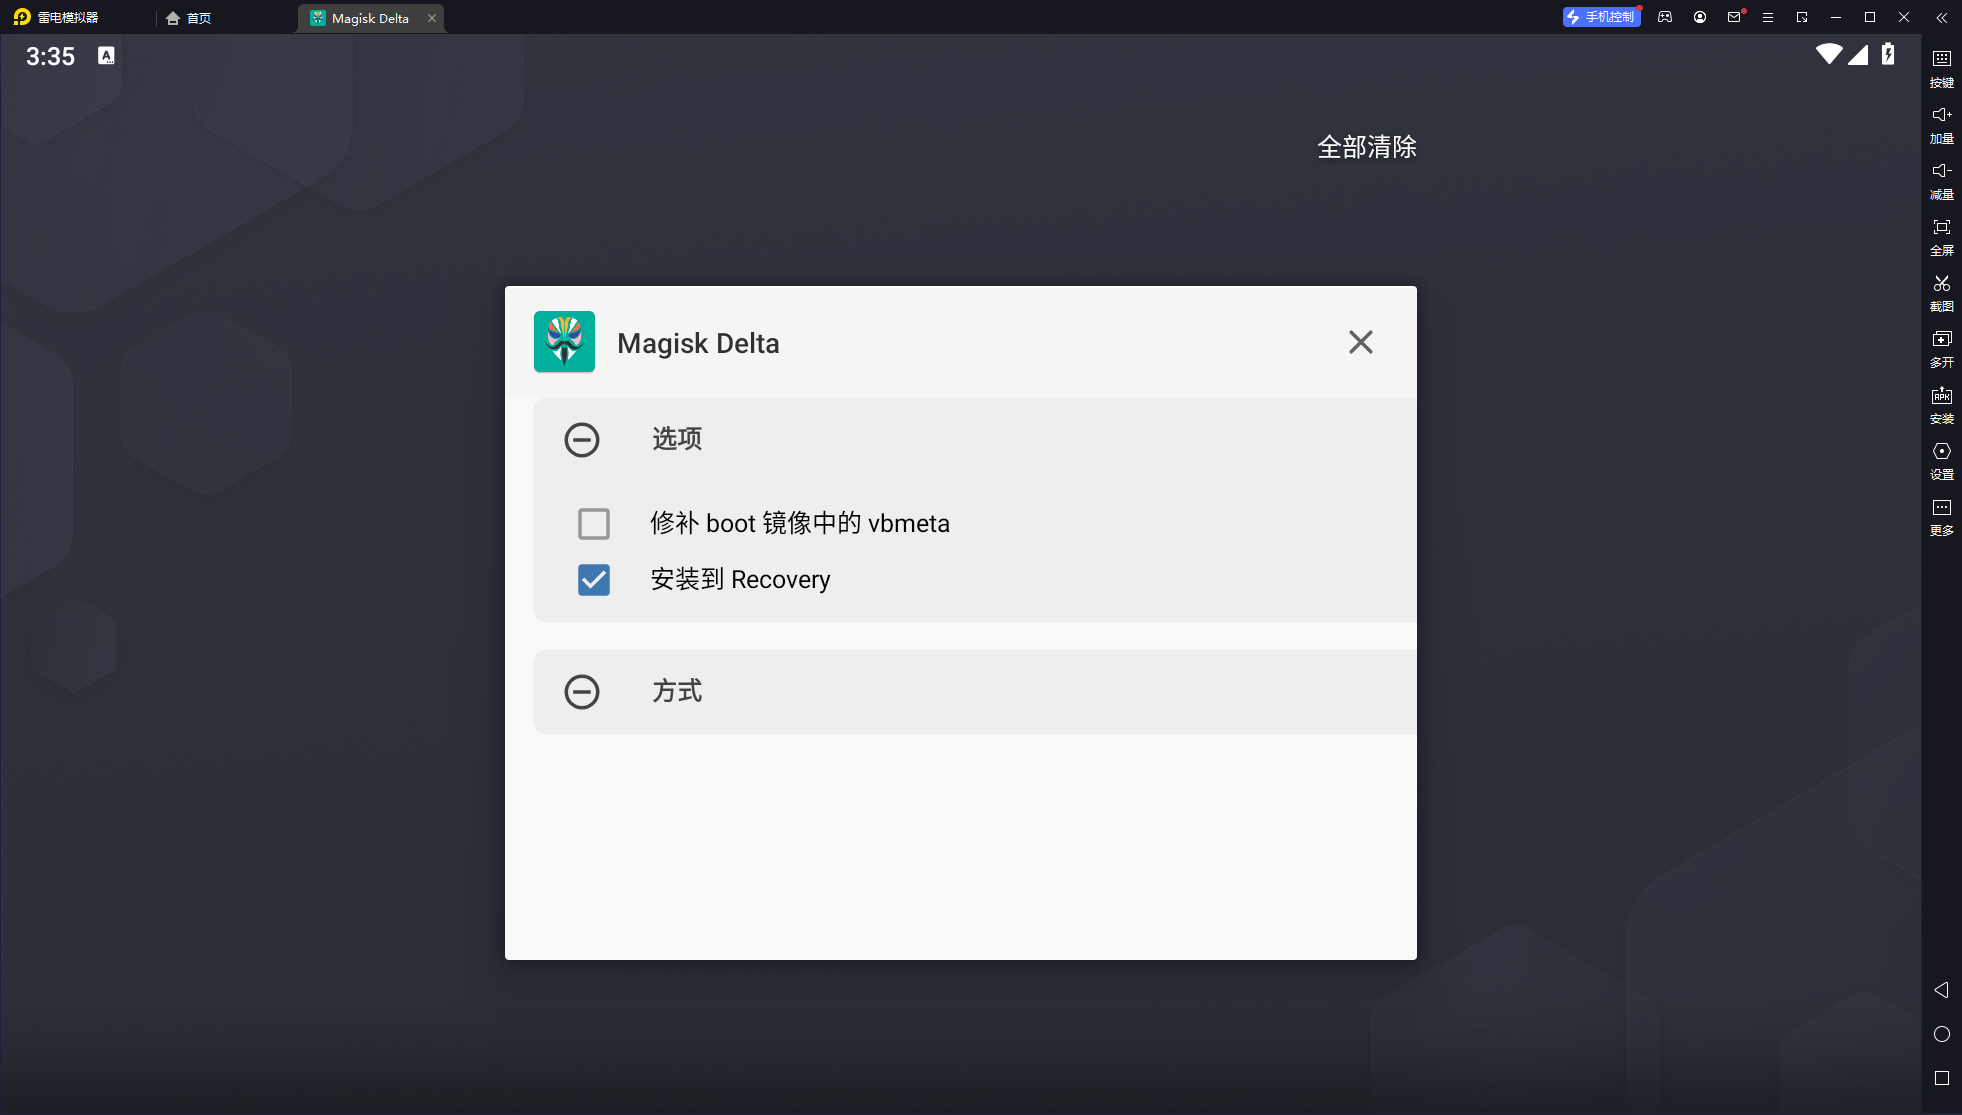 雷电模拟器
首页
Magisk Delta
手机控制
3:35
A
全部清除
Magisk Delta
选项
修补 boot 镜像中的 vbmeta
安装到 Recovery
方式
按键
加量
减量
全屏
截图
多开
APK
安装
设置
更多